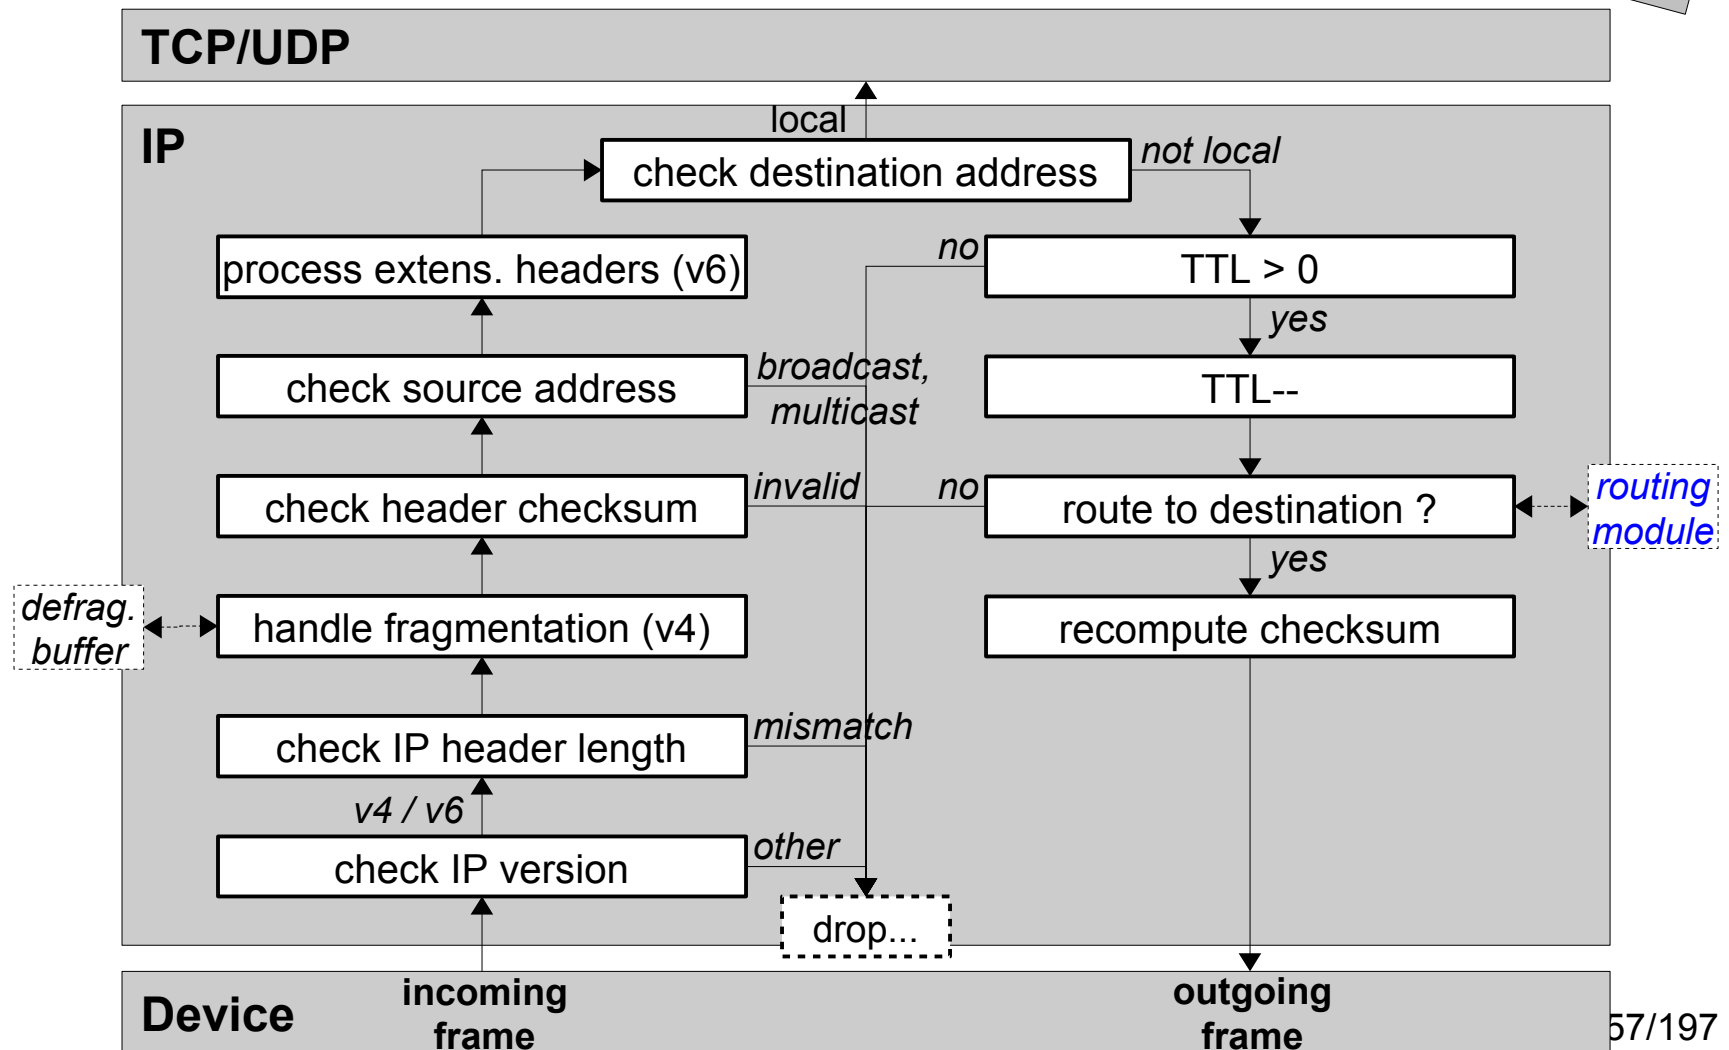 TCP/UDP
IP
local
check destination address
not local
process extens. headers (v6)
no
TTL > 0
yes
check source address
broadcast,
multicast
TTL--
check header checksum
invalid
no
route to destination ?
routing
module
yes
defrag.
buffer
handle fragmentation (v4)
recompute checksum
check IP header length
mismatch
v4 / v6
check IP version
other
drop...
Device
incoming
frame
outgoing
frame
57/197